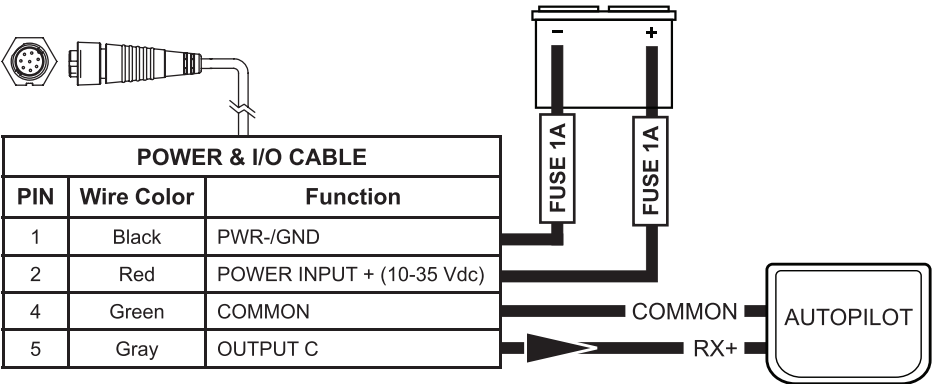 - +
FUSE 1A
FUSE 1A
POWER & I/O CABLE
PIN Wire Color Function
1 Black PWR-/GND
2 Red POWER INPUT + (10-35 Vdc)
4 Green COMMON
5 Gray OUTPUT C
COMMON
RX+
AUTOPILOT